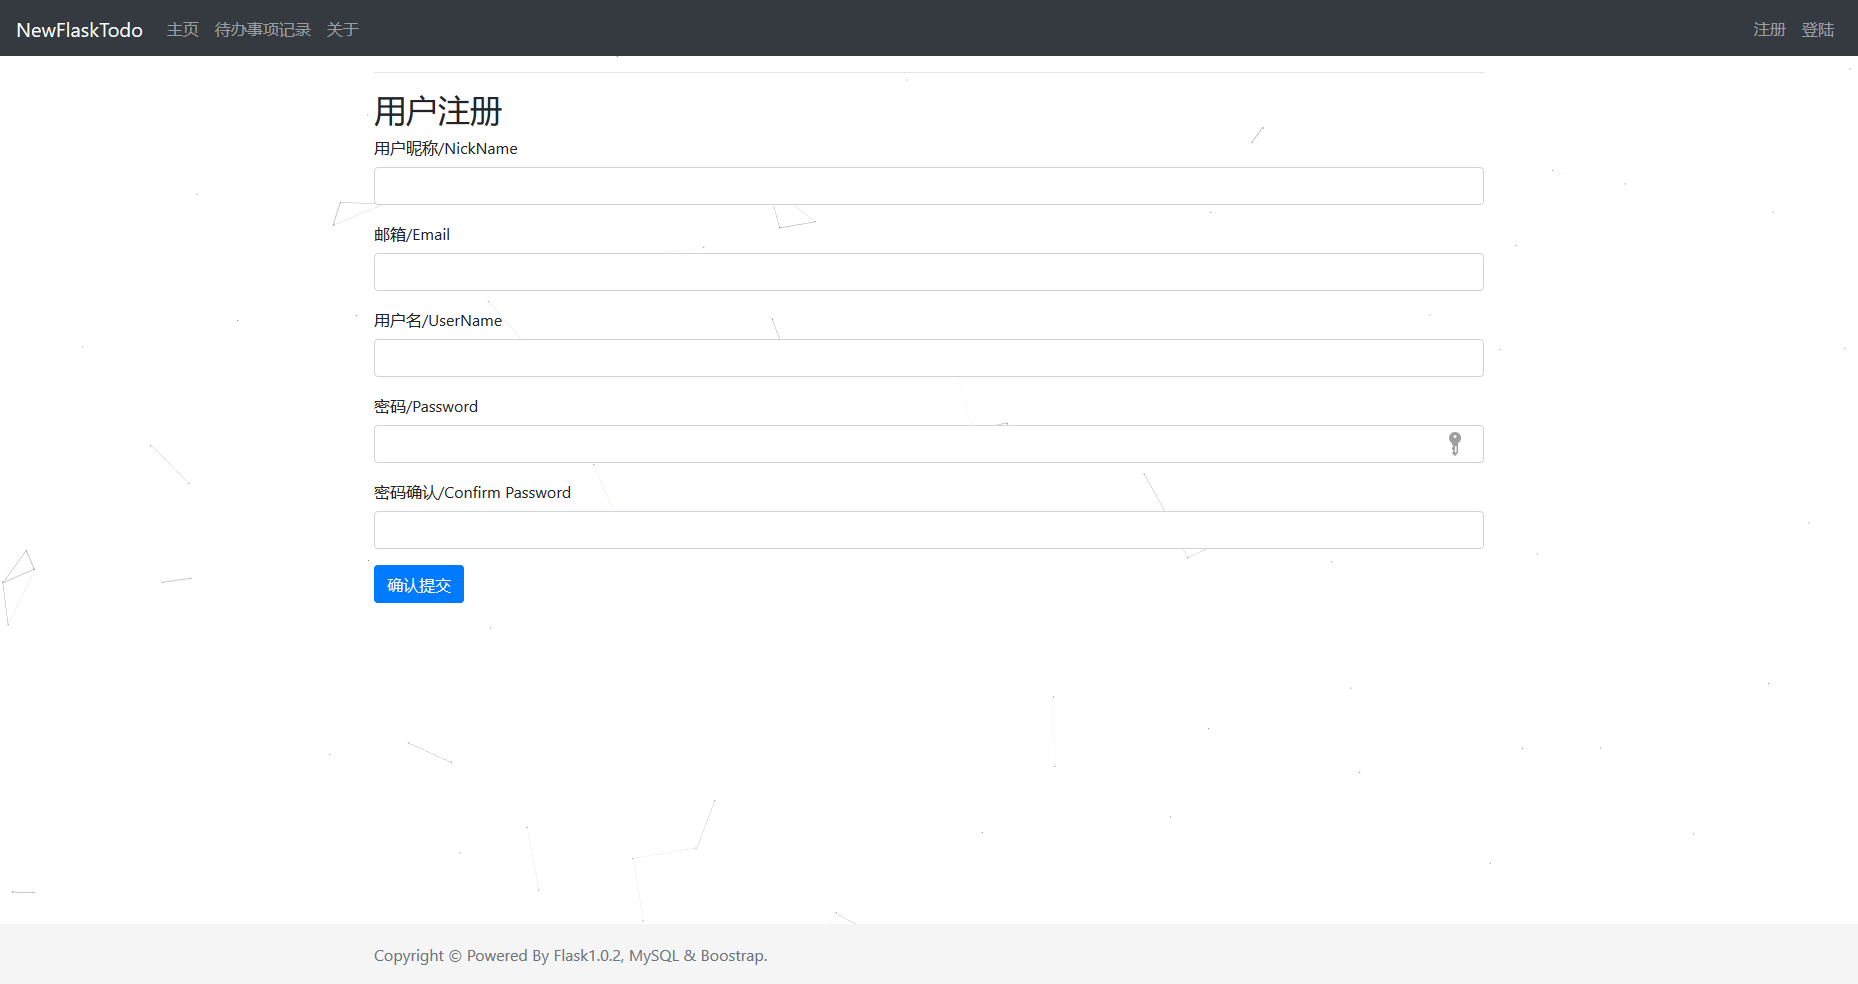 NewFlaskTodo 主页 待办事项记录 关于 注册 登陆
用户注册
用户昵称/NickName
邮箱/Email
用户名/UserName
密码/Password
密码确认/Confirm Password
确认提交
Copyright © Powered By Flask1.0.2, MySQL & Boostrap.